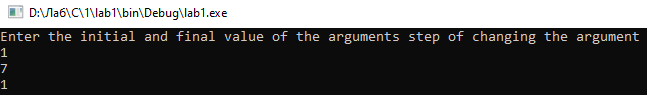 D:\Лаб\С\1\lab1\bin\Debug\lab1.exe
Enter the initial and final value of the arguments step of changing the argument
1
7
1